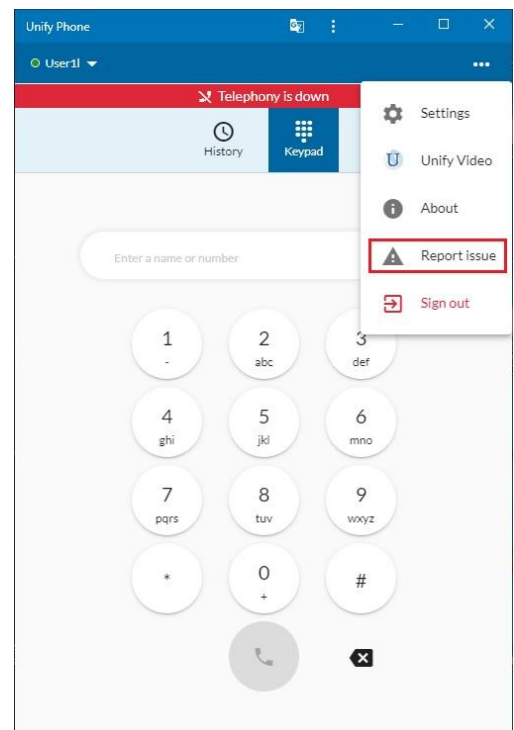 Unify Phone
User1l
Telephony is down
History
Keypad
Settings
Unify Video
About
Report issue
Sign out
Enter a name or number
1
-
2
abc
3
def
4
ghi
5
jkl
6
mno
7
pqrs
8
tuv
9
wxyz
*
0
+
#